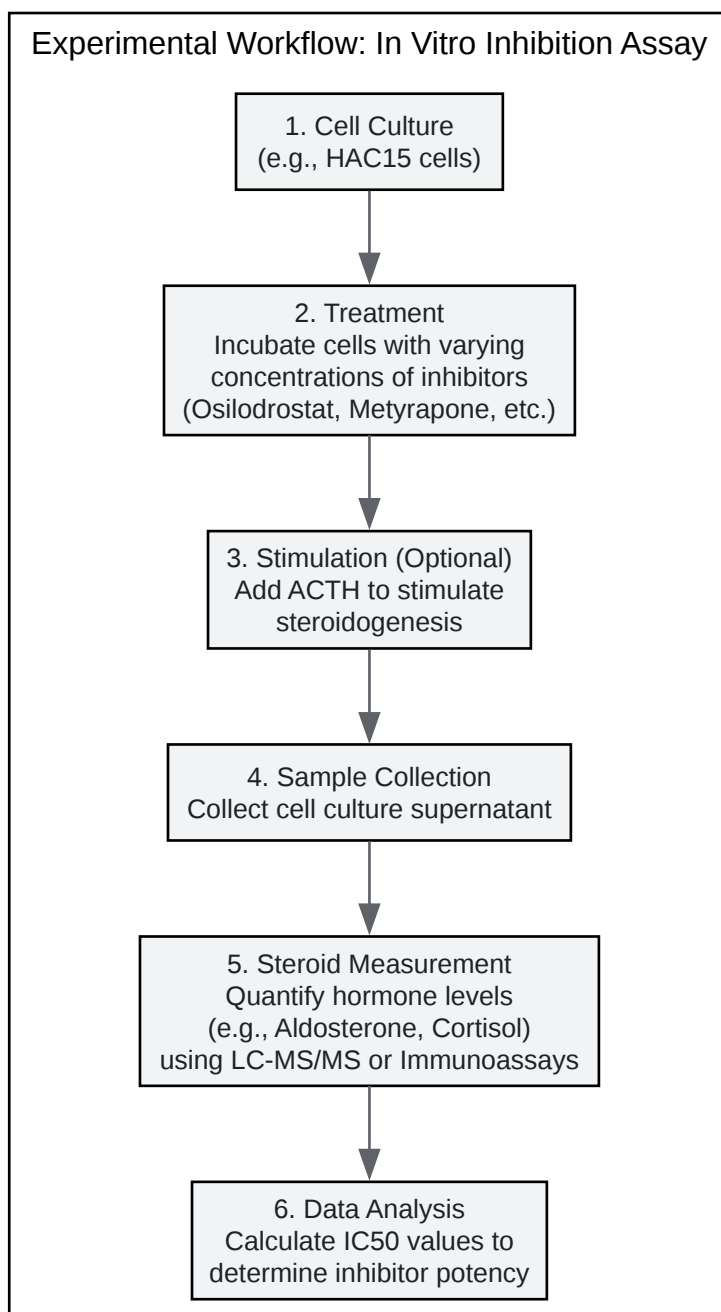 Experimental Workflow: In Vitro Inhibition Assay
1. Cell Culture
(e.g., HAC15 cells)
2. Treatment
Incubate cells with varying
concentrations of inhibitors
(Osilodrostat, Metyrapone, etc.)
3. Stimulation (Optional)
Add ACTH to stimulate
steroidogenesis
4. Sample Collection
Collect cell culture supernatant
5. Steroid Measurement
Quantify hormone levels
(e.g., Aldosterone, Cortisol)
using LC-MS/MS or Immunoassays
6. Data Analysis
Calculate IC50 values to
determine inhibitor potency